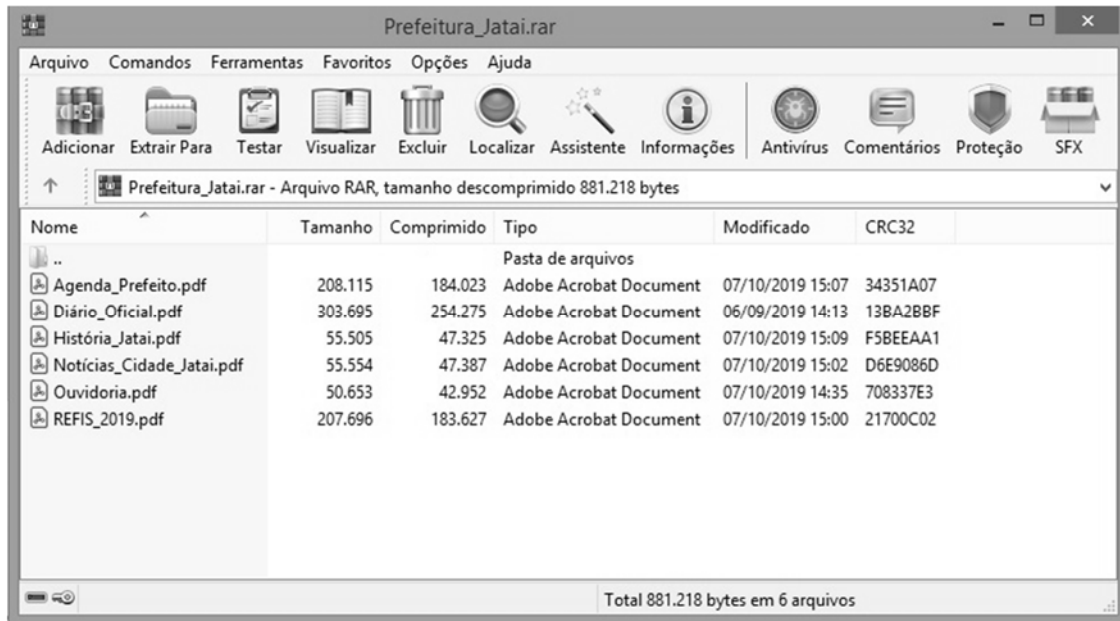 Prefeitura_Jatai.rar
Arquivo Comandos Ferramentas Favoritos Opções Ajuda
Adicionar Extrair Para Testar Visualizar Excluir Localizar Assistente Informações Antivírus Comentários Proteção SFX
Prefeitura_Jatai.rar - Arquivo RAR, tamanho descomprimido 881.218 bytes
Nome Tamanho Comprimido Tipo Modificado CRC32
.. Pasta de arquivos
Agenda_Prefeito.pdf 208.115 184.023 Adobe Acrobat Document 07/10/2019 15:07 34351A07
Diário_Oficial.pdf 303.695 254.275 Adobe Acrobat Document 06/09/2019 14:13 13BA2BBF
História_Jatai.pdf 55.505 47.325 Adobe Acrobat Document 07/10/2019 15:09 F5BEEAA1
Notícias_Cidade_Jatai.pdf 55.554 47.387 Adobe Acrobat Document 07/10/2019 15:02 D6E9086D
Ouvidoria.pdf 50.653 42.952 Adobe Acrobat Document 07/10/2019 14:35 708337E3
REFIS_2019.pdf 207.696 183.627 Adobe Acrobat Document 07/10/2019 15:00 21700C02
Total 881.218 bytes em 6 arquivos